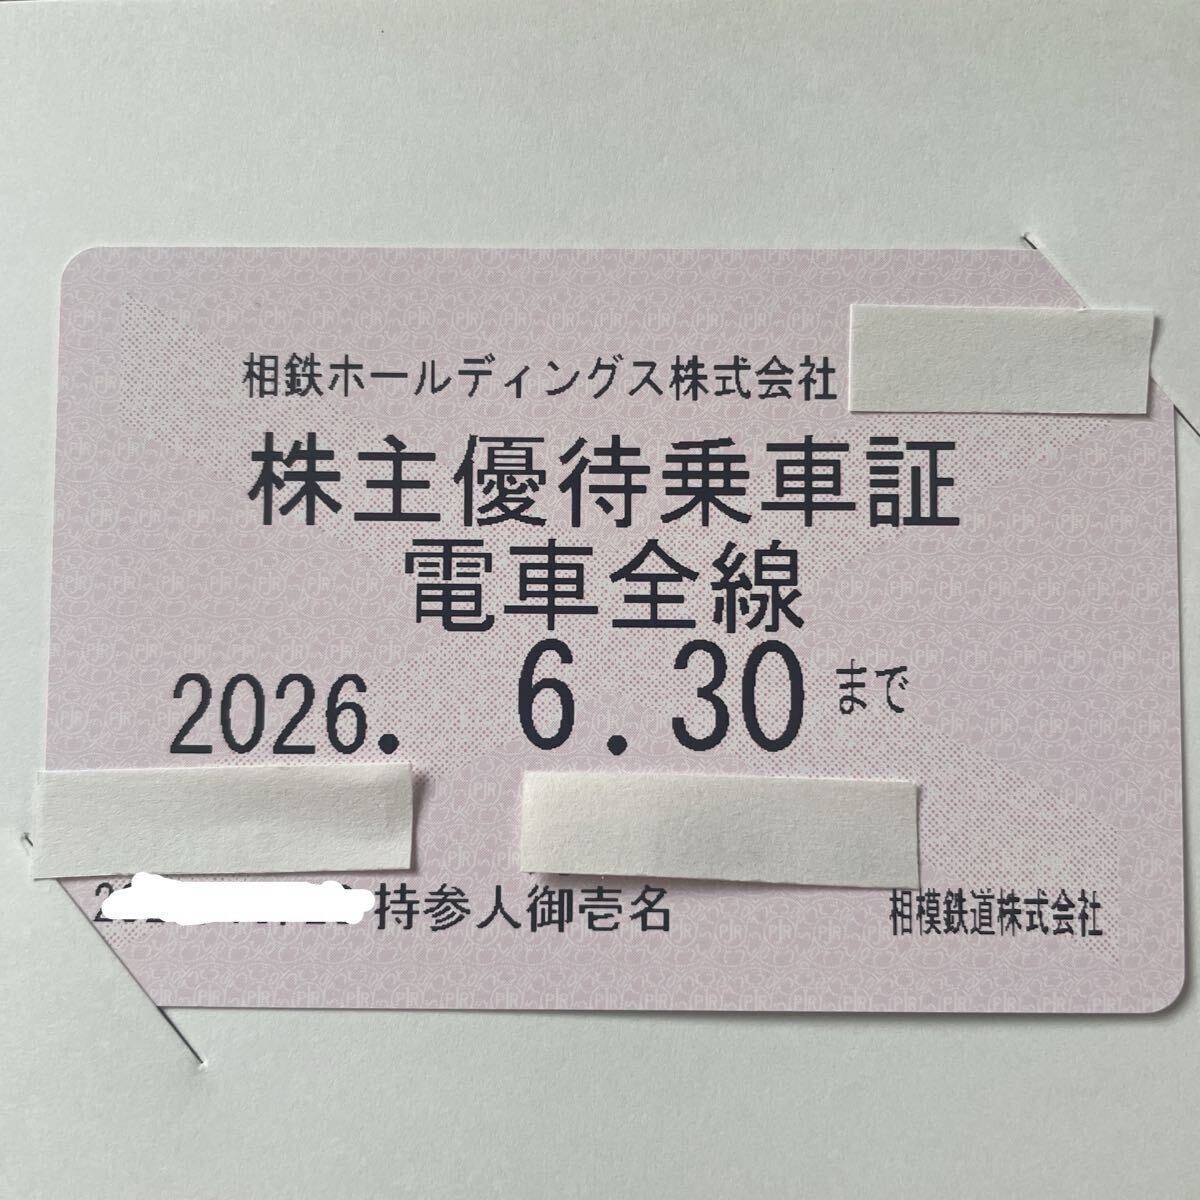 相鉄ホールディングス株式会社
株主優待乗車証
電車全線
2026. 6.30まで
持参人御壱名
相模鉄道株式会社